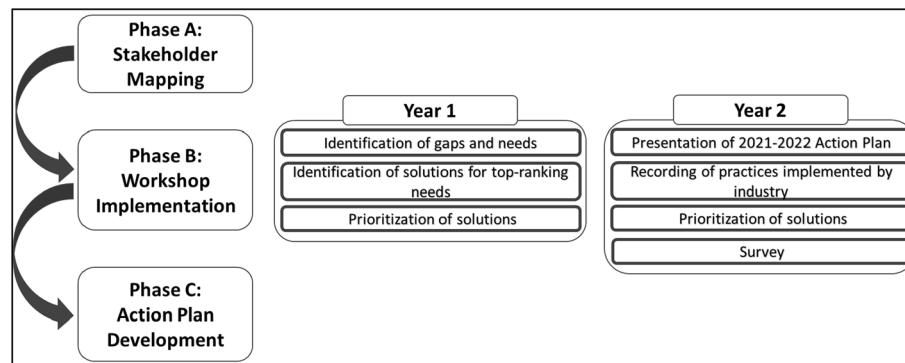 Phase A:
Stakeholder
Mapping
Phase B:
Workshop
Implementation
Phase C:
Action Plan
Development
Year 1
Identification of gaps and needs
Identification of solutions for top-ranking
needs
Prioritization of solutions
Year 2
Presentation of 2021-2022 Action Plan
Recording of practices implemented by
industry
Prioritization of solutions
Survey